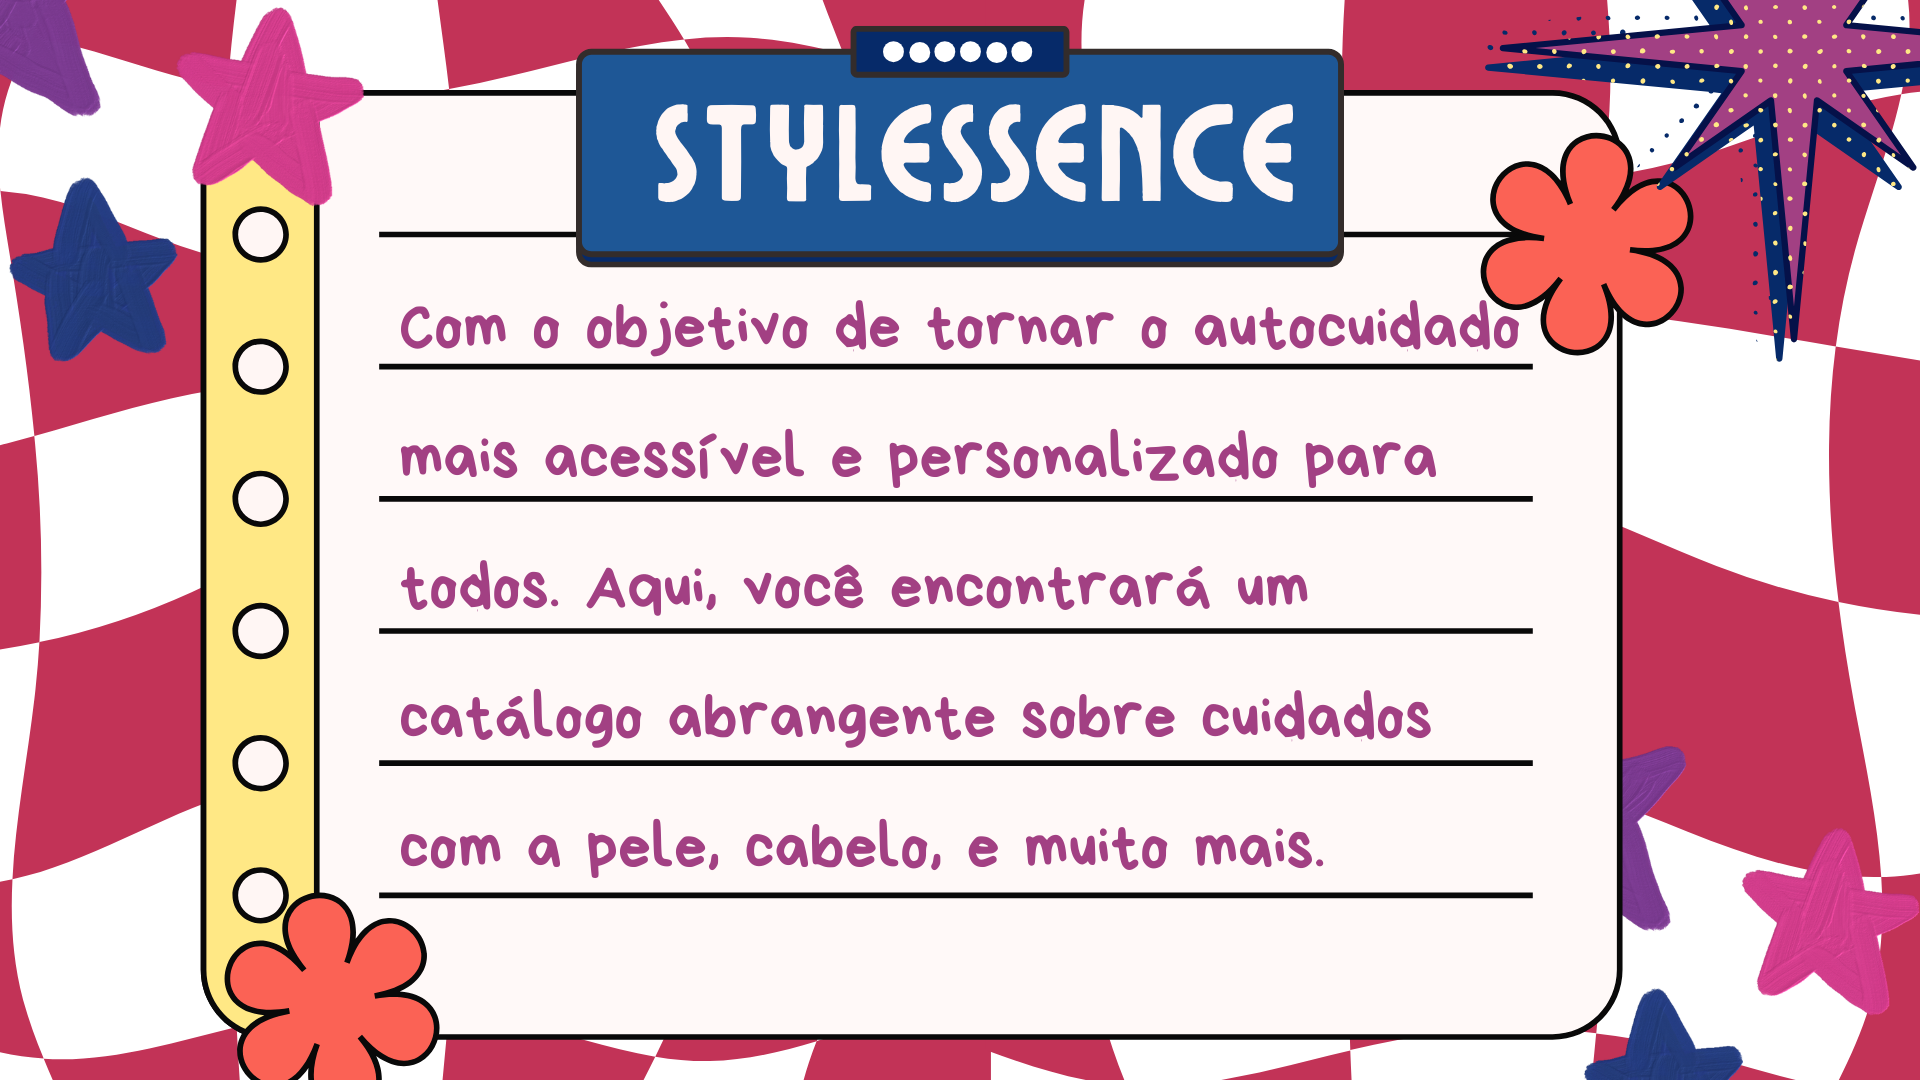 STYLESSENCE
Com o objetivo de tornar o autocuidado
mais acessível e personalizado para
todos. Aqui, você encontrará um
catálogo abrangente sobre cuidados
com a pele, cabelo, e muito mais.